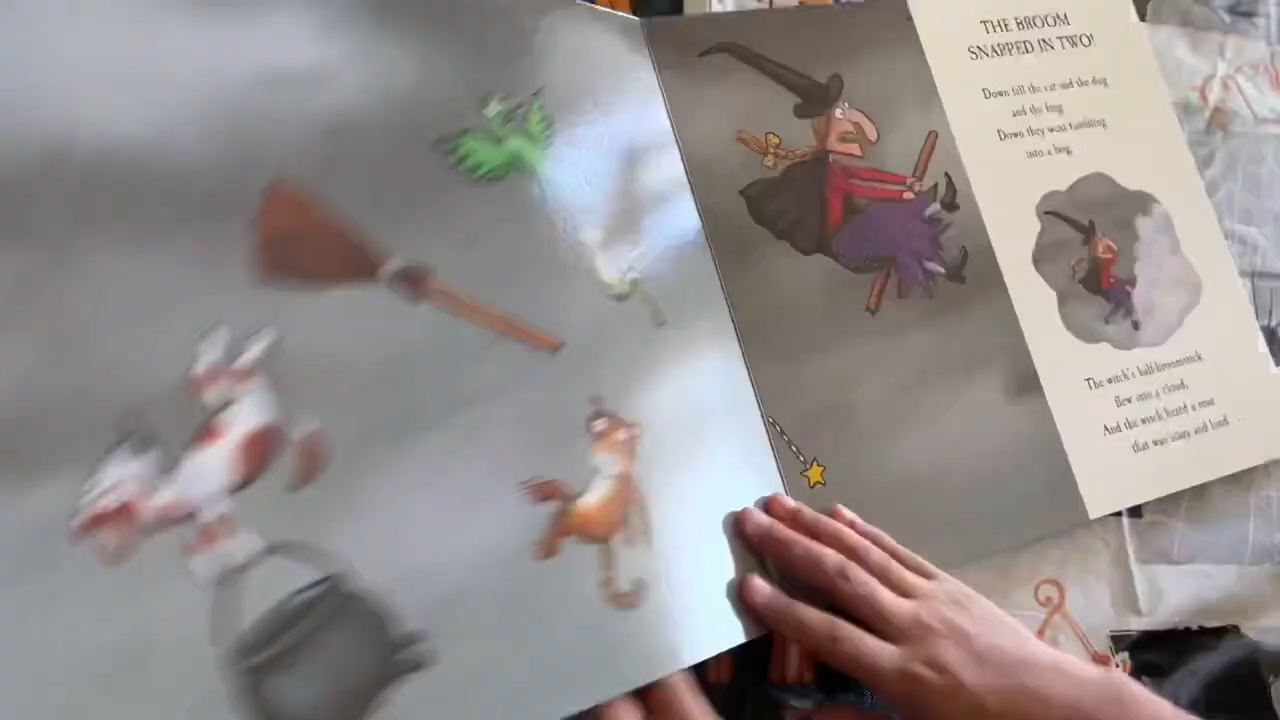 THE BROOM
SNAPPED IN TWO!
Down fell the cat and the dog
and the frog.
Down they went tumbling
into a bog.
The witch's half-broomstick
flew into a cloud,
And the witch heard a roar
that was scary and loud . . .